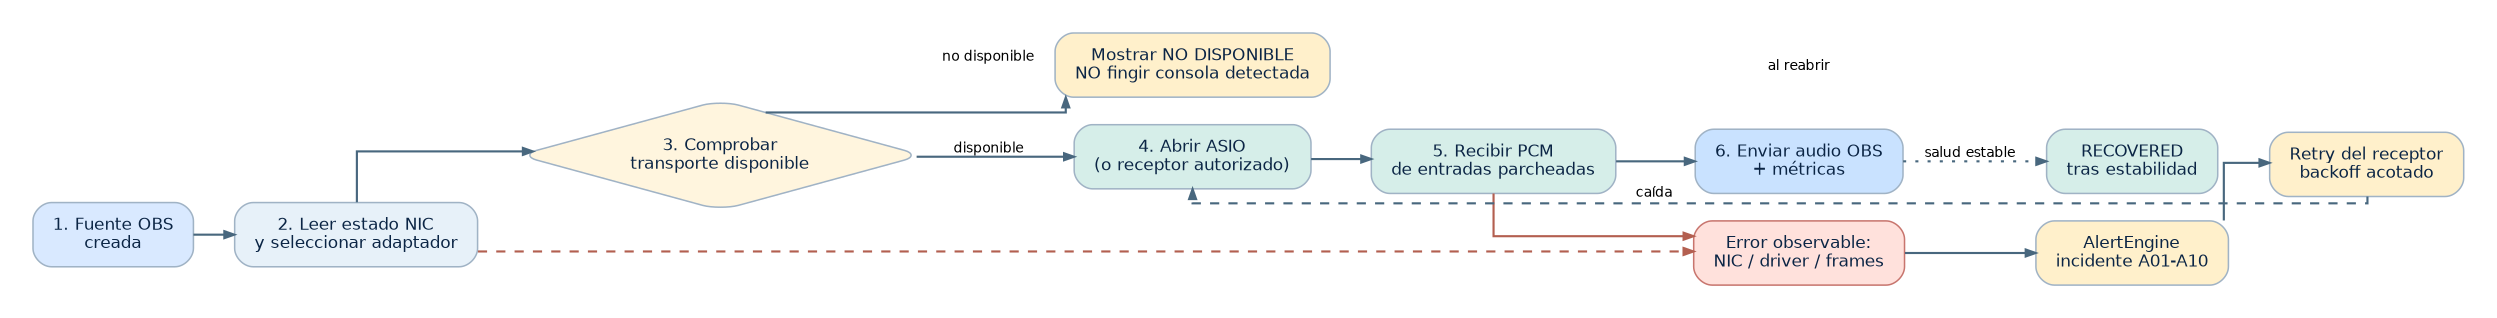 1. Fuente OBS
creada
2. Leer estado NIC
y seleccionar adaptador
3. Comprobar
transporte disponible
no disponible
Mostrar NO DISPONIBLE
NO fingir consola detectada
disponible
4. Abrir ASIO
(o receptor autorizado)
5. Recibir PCM
de entradas parcheadas
al reabrir
caída
6. Enviar audio OBS
+ métricas
salud estable
RECOVERED
tras estabilidad
Error observable:
NIC / driver / frames
AlertEngine
incidente A01-A10
Retry del receptor
backoff acotado